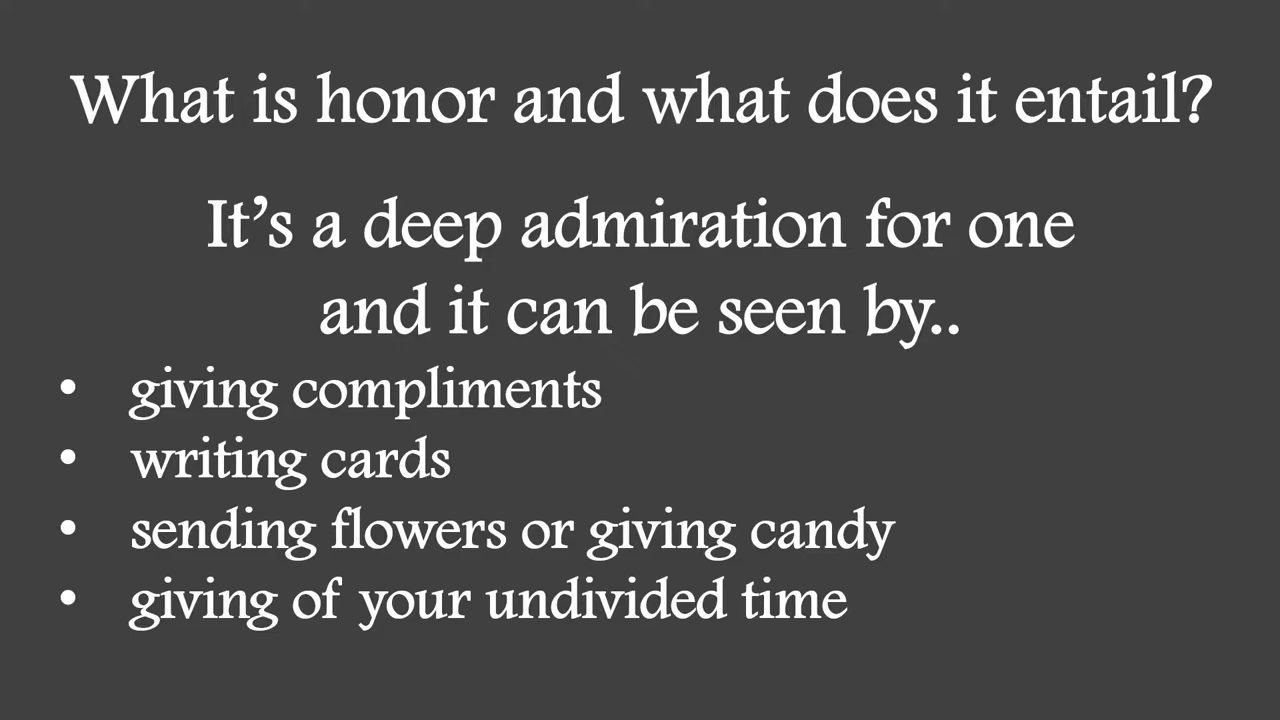 What is honor and what does it entail?
It’s a deep admiration for one
and it can be seen by..
• giving compliments
• writing cards
• sending flowers or giving candy
• giving of your undivided time